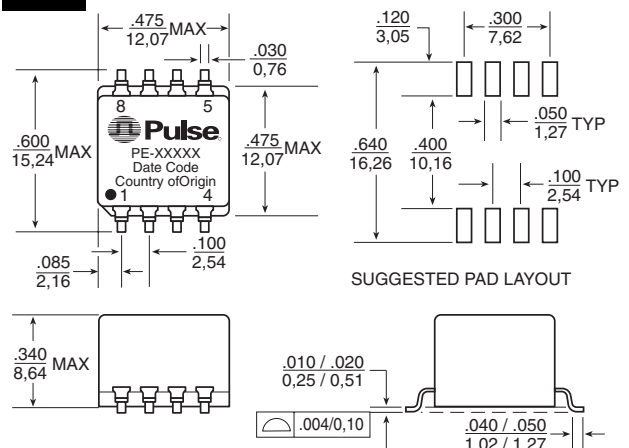 .475
12,07 MAX
.030
0,76
8 5
Pulse
PE-XXXXX
Date Code
Country ofOrigin
1 4
.600
15,24 MAX
.475
12,07 MAX
.085
2,16
.100
2,54
.120
3,05
.300
7,62
.050
1,27 TYP
.640
16,26
.400
10,16
.100
2,54 TYP
SUGGESTED PAD LAYOUT
.340
8,64 MAX
.010 / .020
0,25 / 0,51
.004/0,10
.040 / .050
1,02 / 1,27